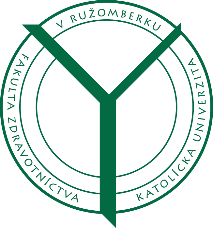 FAKULTA ZDRAVOTNÍCTVA
V RUŽOMBERKU
KATOLÍCKA UNIVERZITA